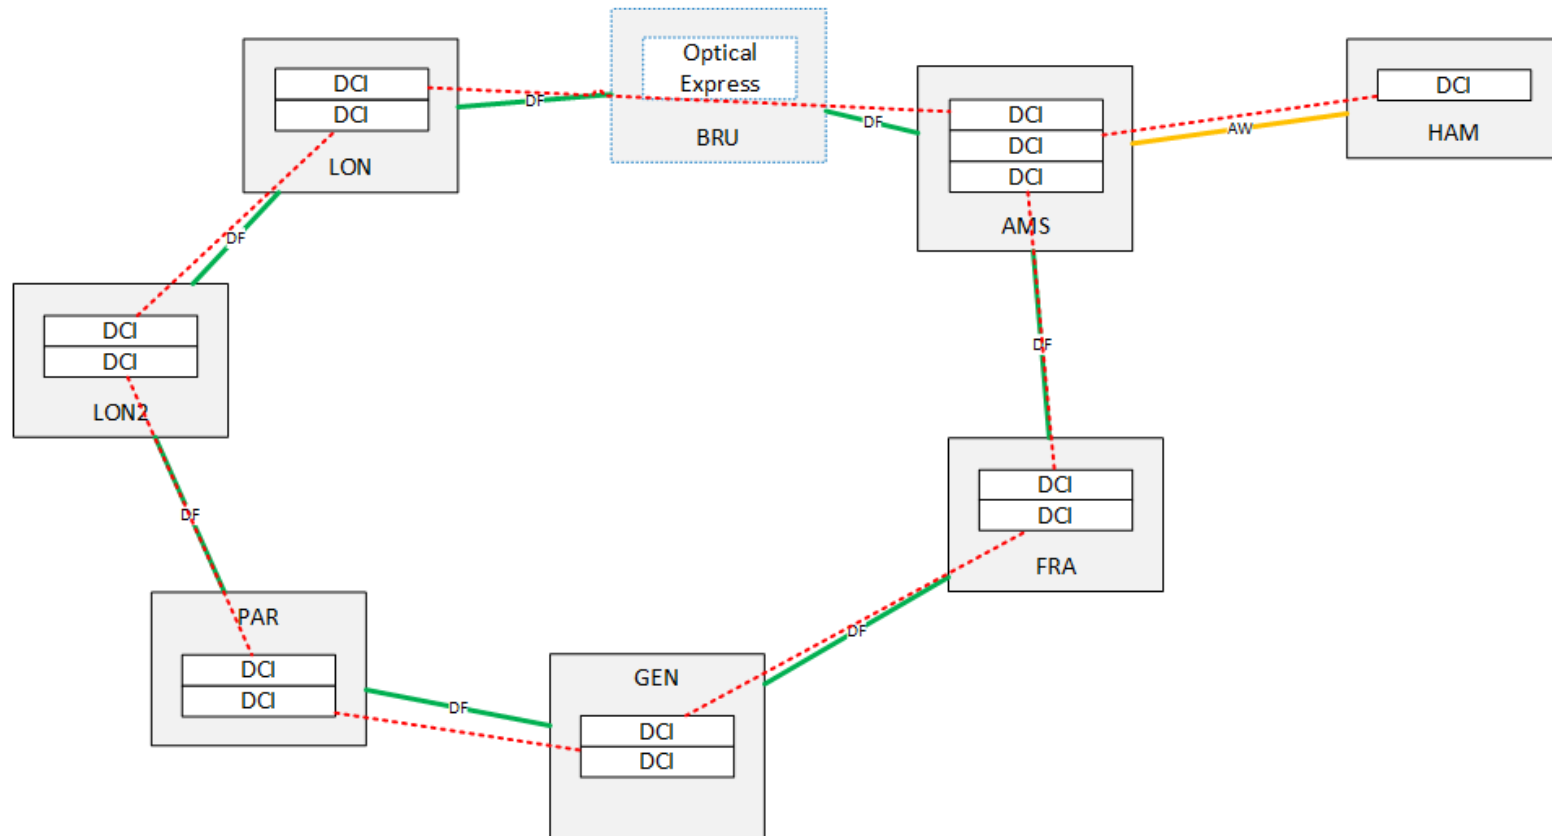 Optical
Express
BRU
DCI
DCI
LON
DCI
DCI
DCI
AMS
DCI
HAM
DF
DF
AW
DF
DF
DCI
DCI
LON2
DCI
DCI
FRA
DF
DF
PAR
DCI
DCI
DF
GEN
DCI
DCI